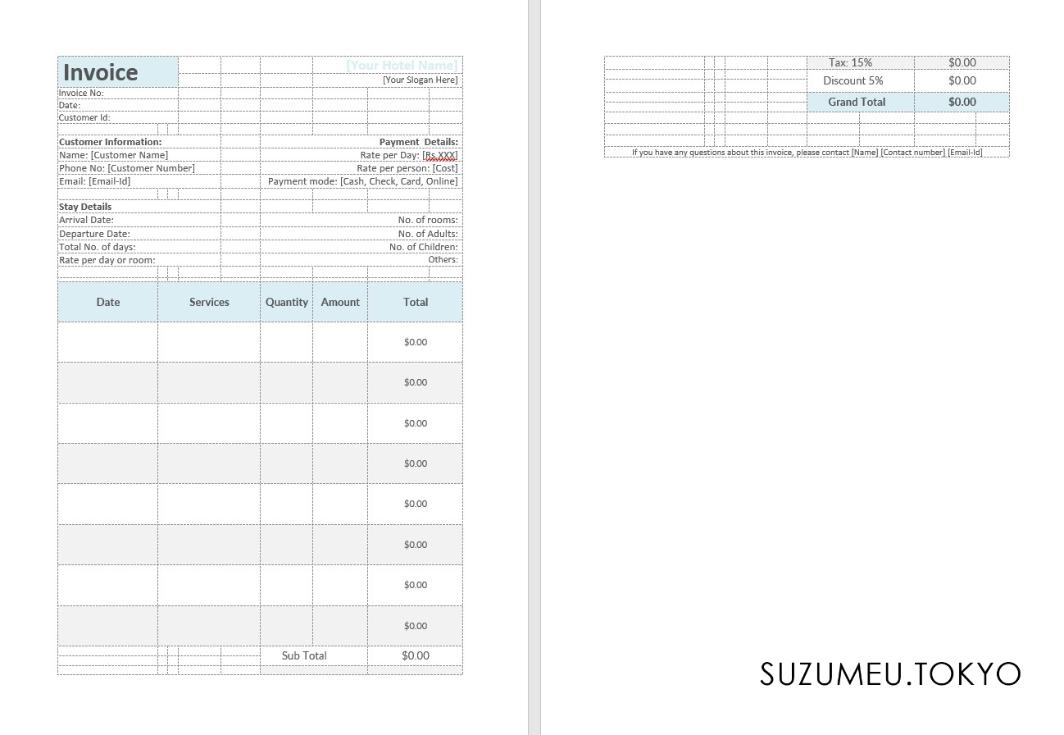 Invoice
[Your Hotel Name]
[Your Slogan Here]
Invoice No:
Date:
Customer Id:
Customer Information: Payment Details:
Name: [Customer Name] Rate per Day: [Rs XXX]
Phone No: [Customer Number] Rate per person: [Cost]
Email: [Email-Id] Payment mode: [Cash, Check, Card, Online]
Stay Details
Arrival Date: No. of rooms:
Departure Date: No. of Adults:
Total No. of days: No. of Children:
Rate per day or room: Others:
Date Services Quantity Amount Total
$0.00
$0.00
$0.00
$0.00
$0.00
$0.00
$0.00
$0.00
Sub Total $0.00
Tax: 15% $0.00
Discount 5% $0.00
Grand Total $0.00
If you have any questions about this invoice, please contact [Name] [Contact number] [Email-Id]
SUZUMEU.TOKYO